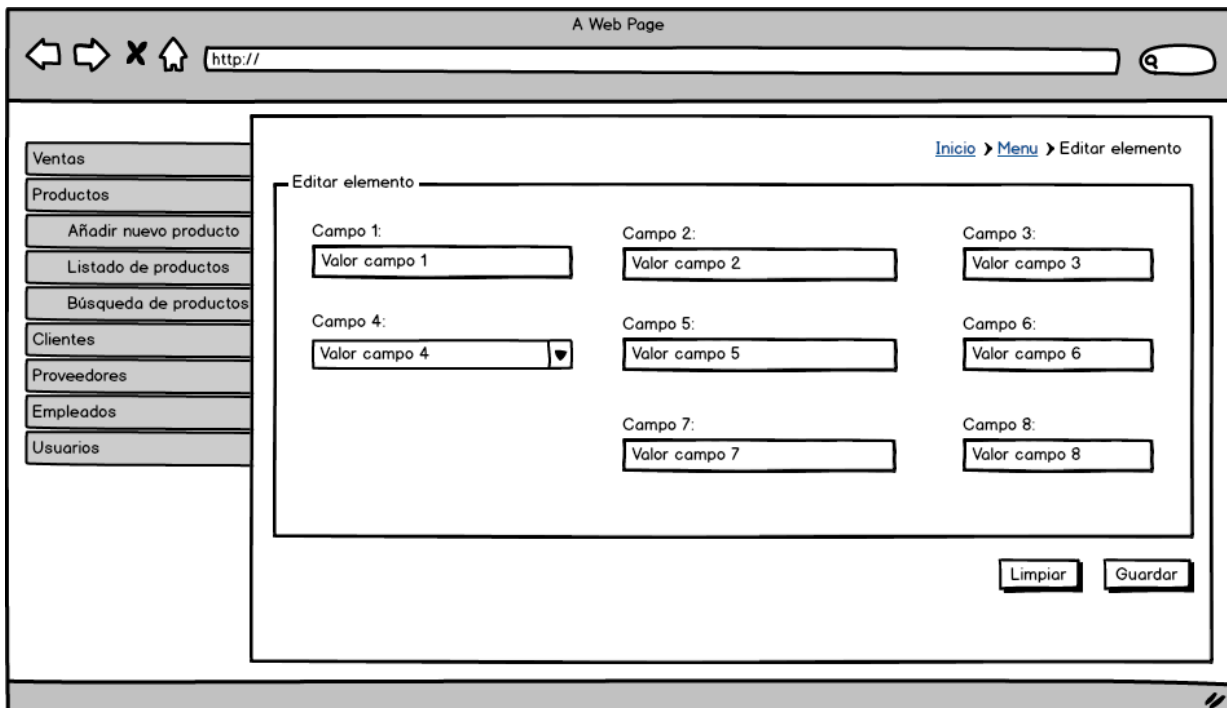 A Web Page
http://
Ventas
Productos
Añadir nuevo producto
Listado de productos
Búsqueda de productos
Clientes
Proveedores
Empleados
Usuarios
Inicio > Menu > Editar elemento
Editar elemento
Campo 1:
Valor campo 1
Campo 2:
Valor campo 2
Campo 3:
Valor campo 3
Campo 4:
Valor campo 4
Campo 5:
Valor campo 5
Campo 6:
Valor campo 6
Campo 7:
Valor campo 7
Campo 8:
Valor campo 8
Limpiar
Guardar